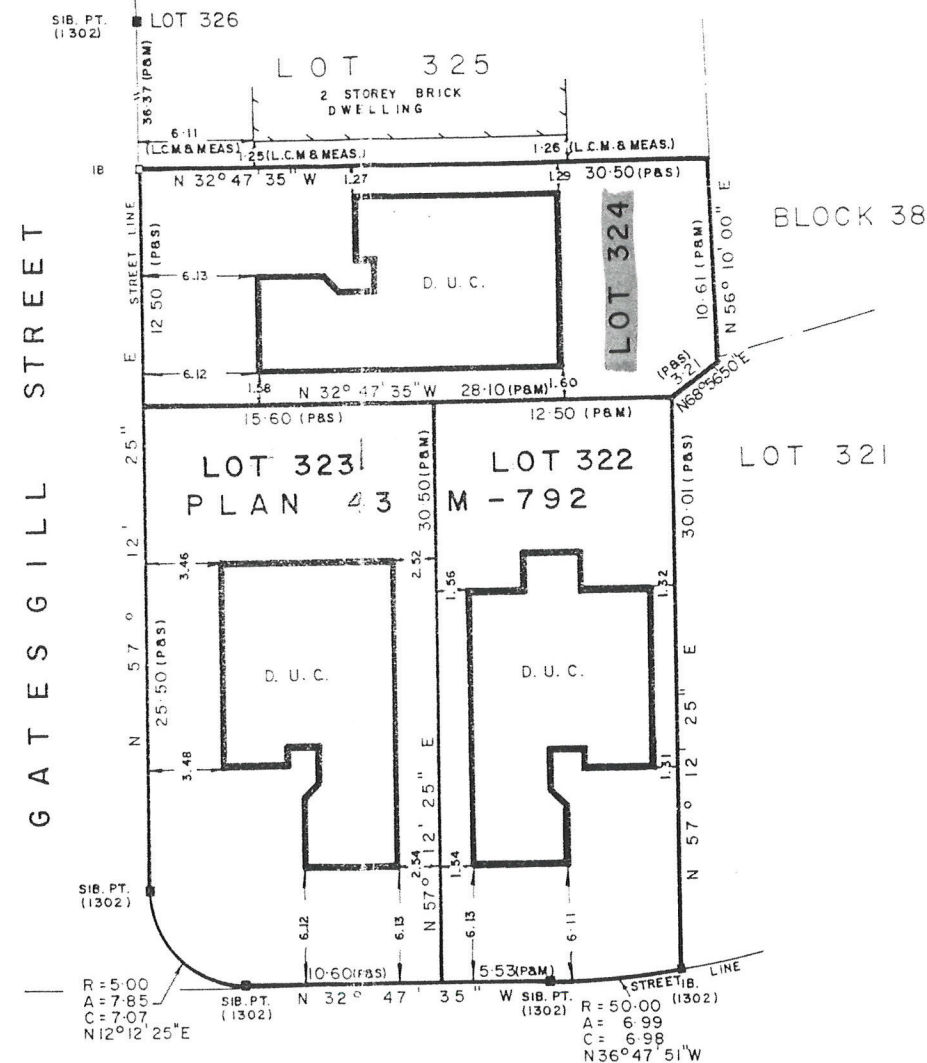 SIB. PT.
(1302)
LOT 326
36·37 (P&M)
LOT 325
2 STOREY BRICK
DWELLING
6·11
(L.C.M & MEAS)
1·25 (L.C.M & MEAS.)
1·26 (L.C.M. & MEAS.)
IB
N 32° 47' 35" W
1·27
1·29
30·50 (P&S)
STREET LINE
12·50 (P&S)
6·13
D. U. C.
LOT 324
10·61 (P&M)
N 56° 10' 00" E
BLOCK 38
6·12
1·58
N 32° 47' 35" W
28·10 (P&M)
1·60
(P&S)
3·21
N68°56'50"E
15·60 (P&S)
12·50 (P&M)
GATESGILL STREET
N 57° 12' 25" E
25·50 (P&S)
LOT 323
PLAN 43 M-792
30·50 (P&M)
LOT 322
30·01 (P&S)
LOT 321
3·46
2·52
1·56
1·32
D. U. C.
D. U. C.
3·48
1·31
N 57° 12' 25" E
N 57° 12' 25" E
2·54
1·54
SIB. PT.
(1302)
6·12
6·13
6·13
6·11
10·60 (P&S)
5·53 (P&M)
R = 5·00
A = 7·85
C = 7·07
N12°12'25"E
SIB. PT.
(1302)
N 32° 47' 35" W
SIB. PT.
(1302)
STREET LINE
IB.
(1302)
R = 50·00
A = 6·99
C = 6·98
N36°47'51"W